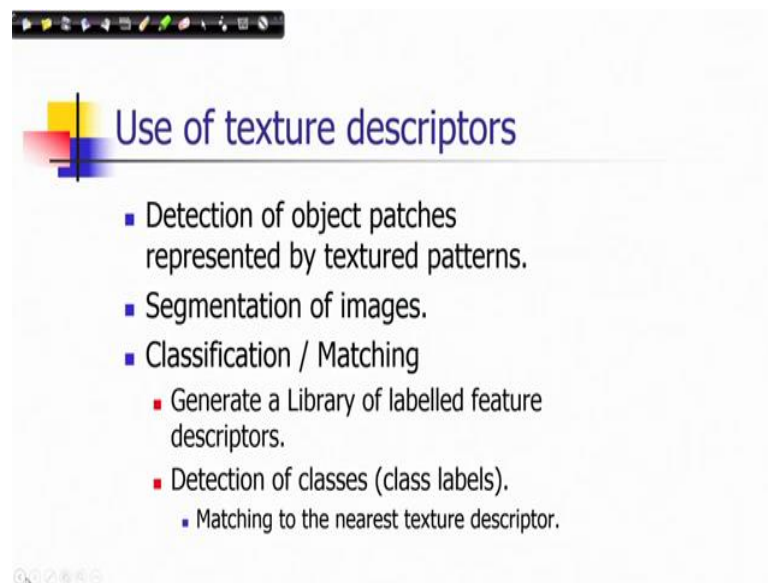 Use of texture descriptors
Detection of object patches
represented by textured patterns.
Segmentation of images.
Classification / Matching
Generate a Library of labelled feature
descriptors.
Detection of classes (class labels).
Matching to the nearest texture descriptor.